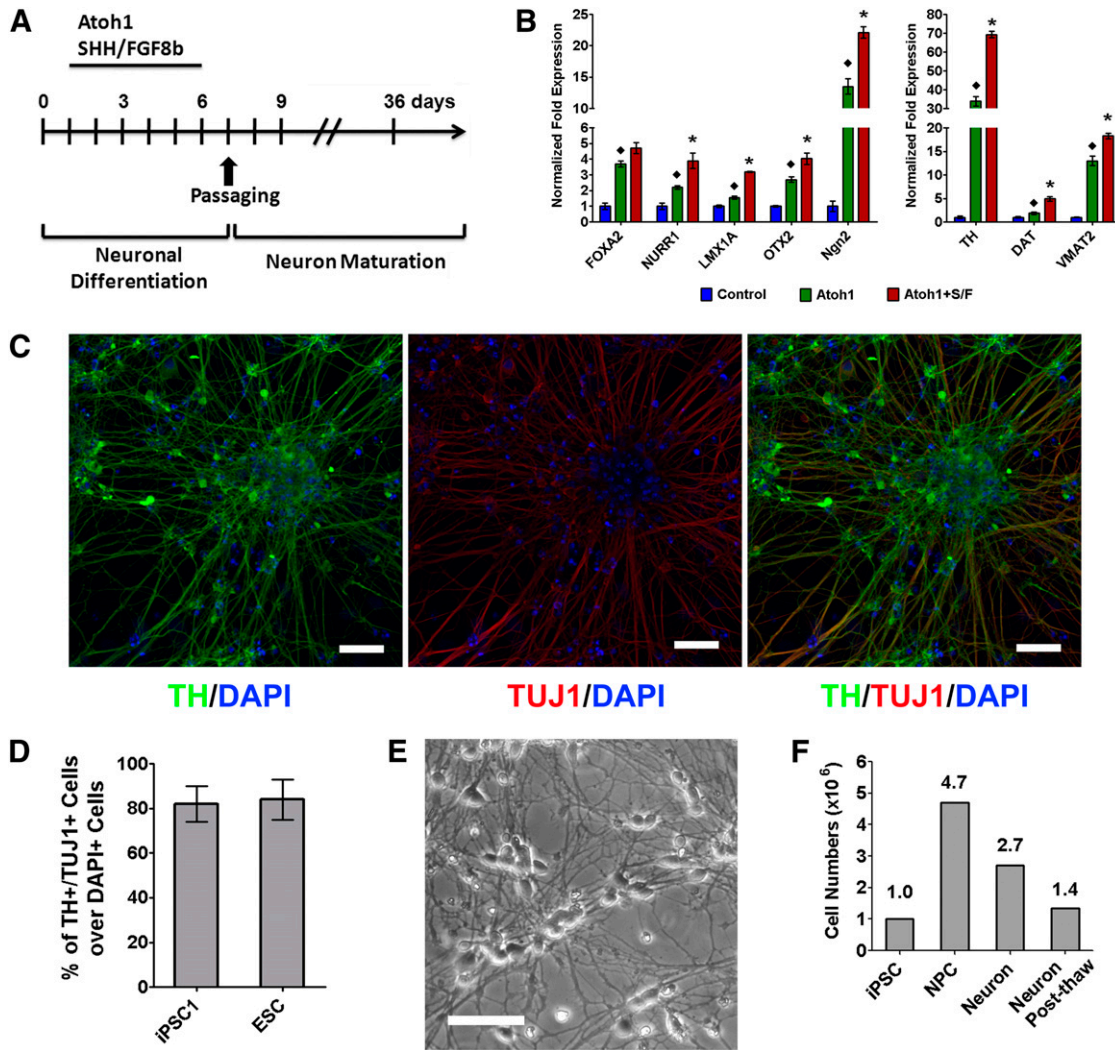 A
Atoh1
SHH/FGF8b
0 3 6 9 36 days
Passaging
Neuronal
Differentiation
Neuron Maturation
B
Normalized Fold Expression
25
20
15
10
5
6
5
4
3
2
1
0
FOXA2
NURR1
LMX1A
OTX2
Ngn2
Normalized Fold Expression
80
70
60
50
40
30
20
15
10
5
0
TH
DAT
VMAT2
Control
Atoh1
Atoh1+S/F
C
TH/DAPI
TUJ1/DAPI
TH/TUJ1/DAPI
D
% of TH+/TUJ1+ Cells
over DAPI+ Cells
100
80
60
40
20
0
iPSC1
ESC
E
F
Cell Numbers (x10⁶)
6
5
4
3
2
1
0
1.0
4.7
2.7
1.4
iPSC
NPC
Neuron
Neuron
Post-thaw